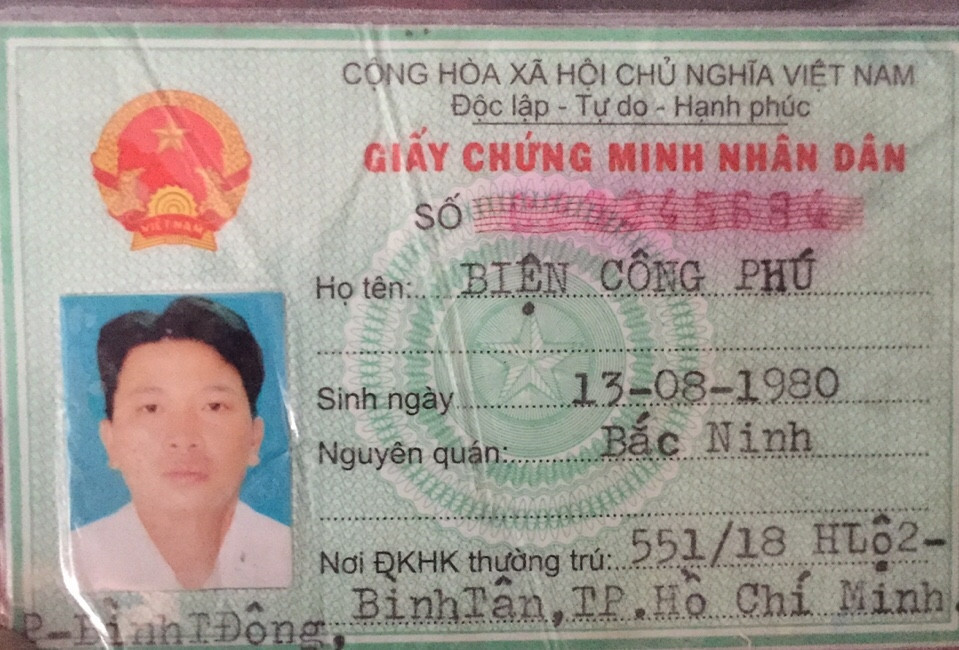 CỘNG HÒA XÃ HỘI CHỦ NGHĨA VIỆT NAM
Độc lập - Tự do - Hạnh phúc
GIẤY CHỨNG MINH NHÂN DÂN
SỐ
VIỆT NAM
Họ tên: BIỆN CÔNG PHÚ
Sinh ngày 13-08-1980
Nguyên quán: Bắc Ninh
Nơi ĐKHK thường trú: 551/18 HLộ2-
P-BìnhTĐông, BinhTân,TP.Hồ Chí Minh.